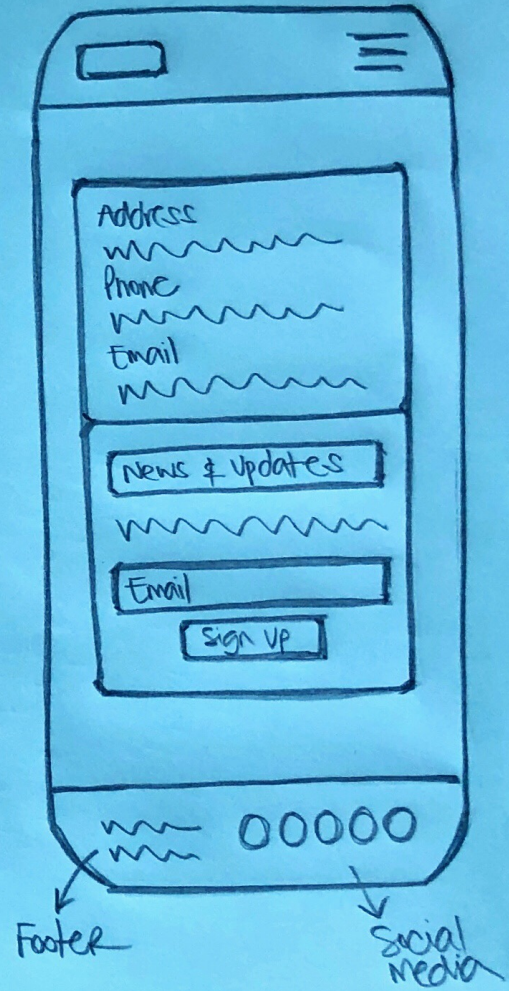 Address
Phone
Email
News & Updates
Email
Sign Up
Footer
Social
Media